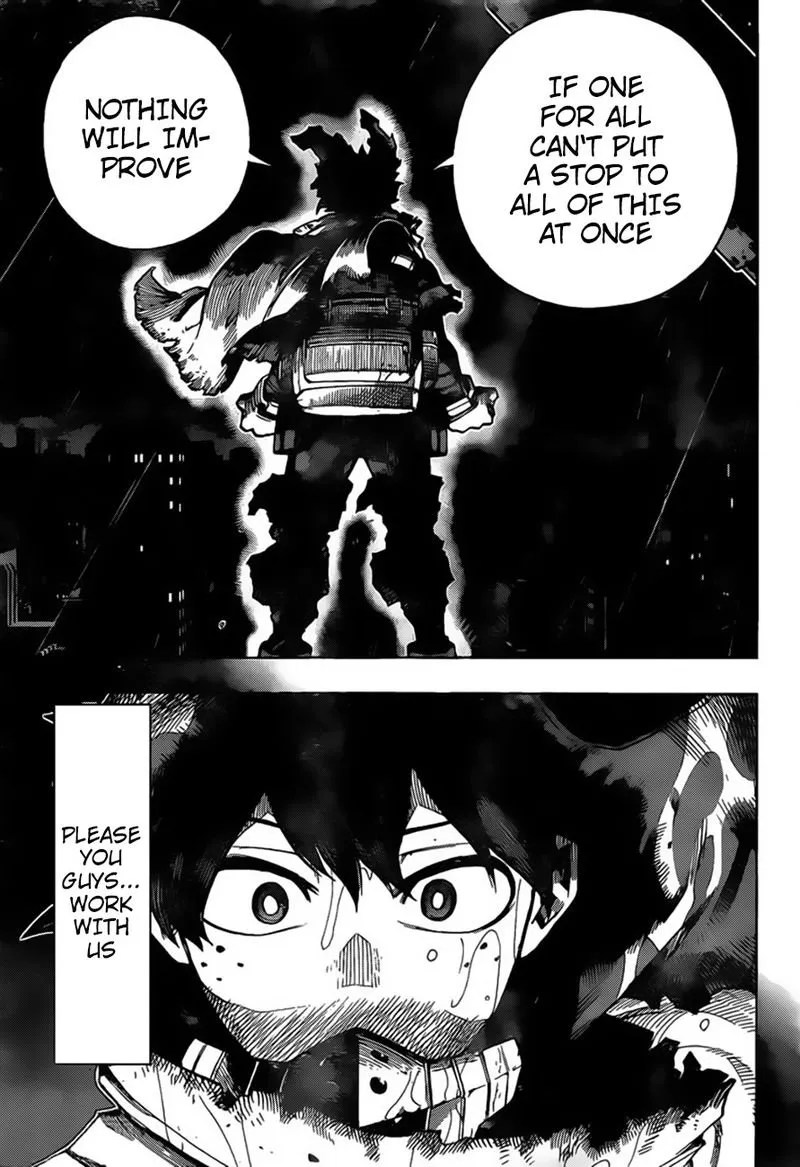 IF ONE
FOR ALL
CAN'T PUT
A STOP TO
ALL OF THIS
AT ONCE
NOTHING
WILL IM-
PROVE
PLEASE
YOU
GUYS...
WORK
WITH
US